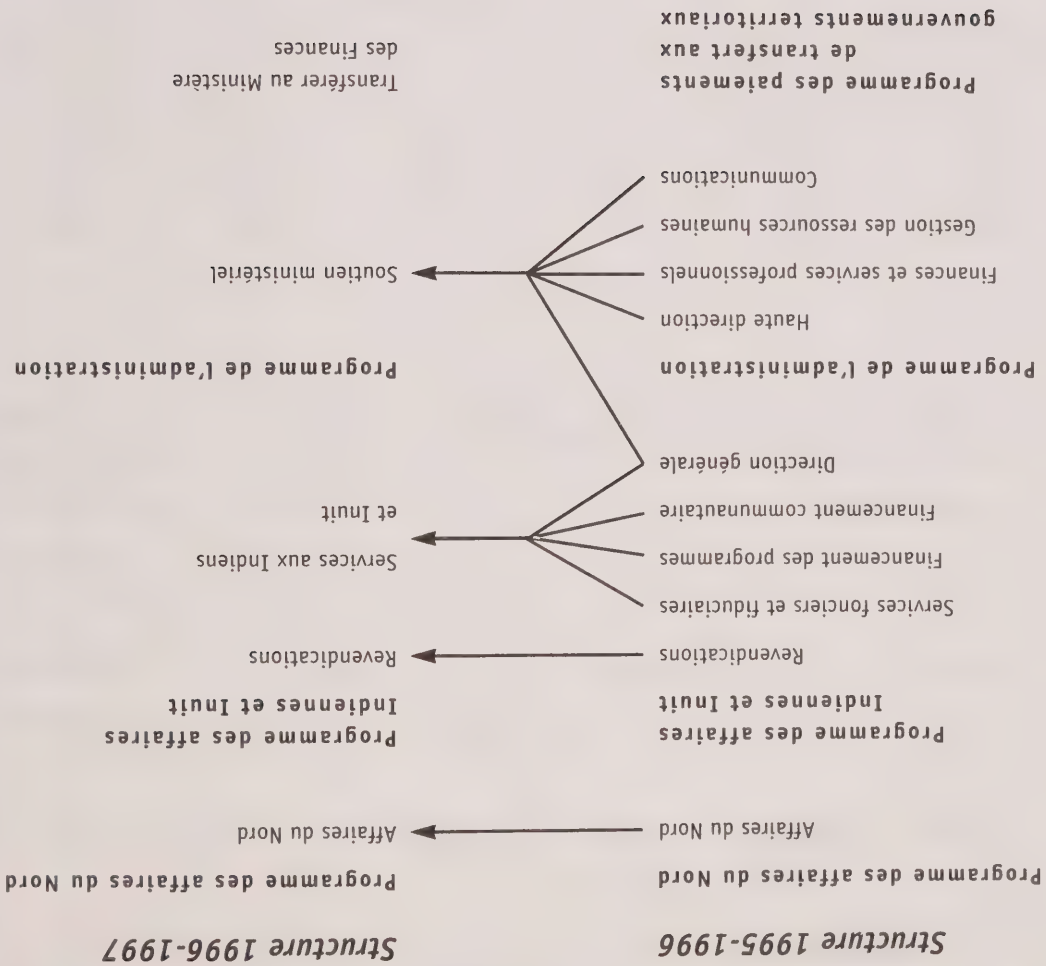 Structure 1995-1996
Structure 1996-1997
Programme des affaires du Nord
Programme des affaires du Nord
Affaires du Nord
Affaires du Nord
Programme des affaires
Indiennes et Inuit
Programme des affaires
Indiennes et Inuit
Revendications
Revendications
Services fonciers et fiduciaires
Financement des programmes
Financement communautaire
Direction générale
Services aux Indiens
et Inuit
Programme de l'administration
Programme de l'administration
Haute direction
Finances et services professionnels
Gestion des ressources humaines
Communications
Soutien ministériel
Programme des paiements
de transfert aux
gouvernements territoriaux
Transférer au Ministère
des Finances